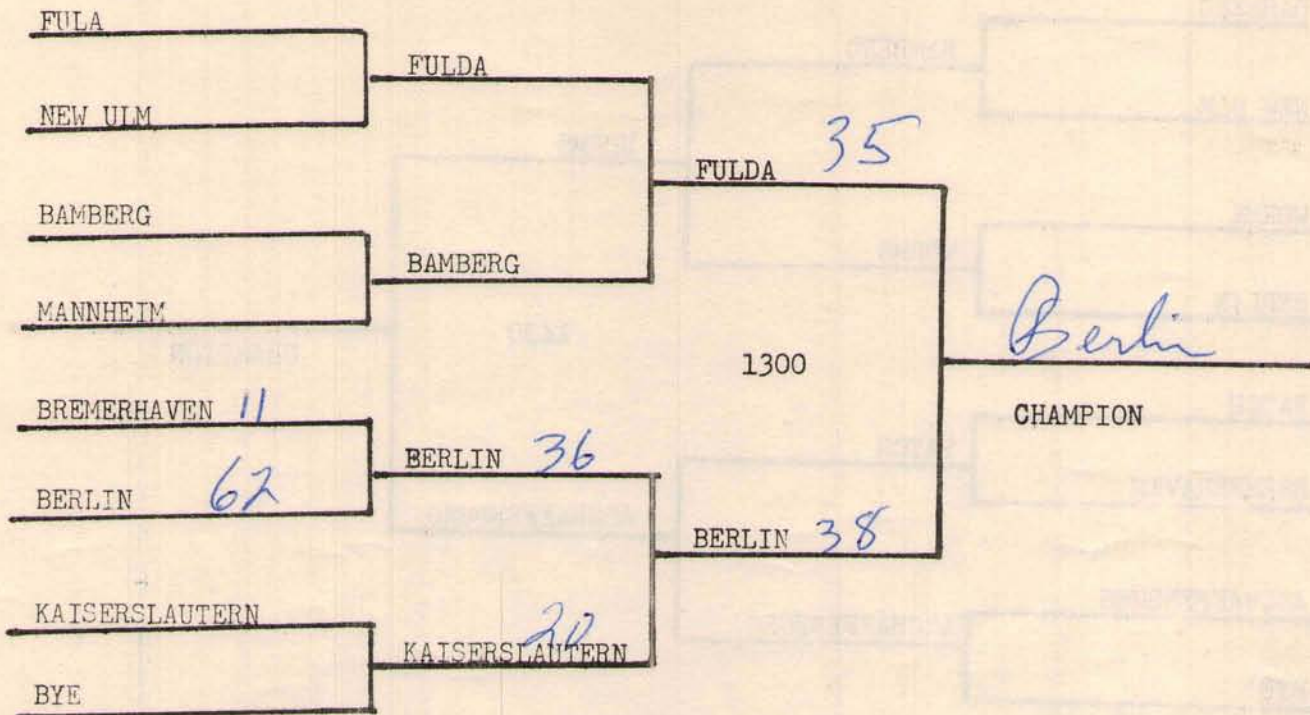 FULA
FULDA
NEW ULM
FULDA 35
BAMBERG
BAMBERG
MANNHEIM
1300
Berlin
BREMERHAVEN 11
CHAMPION
BERLIN 36
BERLIN 62
BERLIN 38
KAISERSLAUTERN
KAISERSLAUTERN 20
BYE